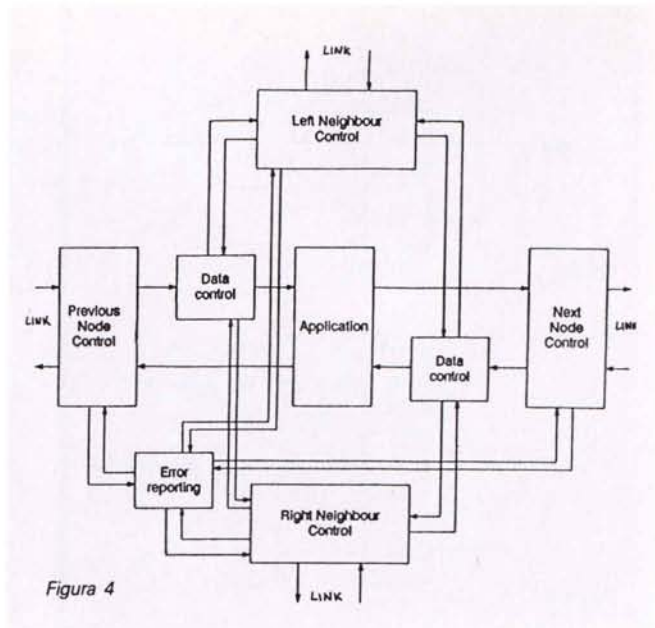 LINK
Left Neighbour
Control
LINK
Previous
Node
Control
Data
control
Application
Data
control
Next
Node
Control
LINK
Error
reporting
Right Neighbour
Control
LINK
Figura 4